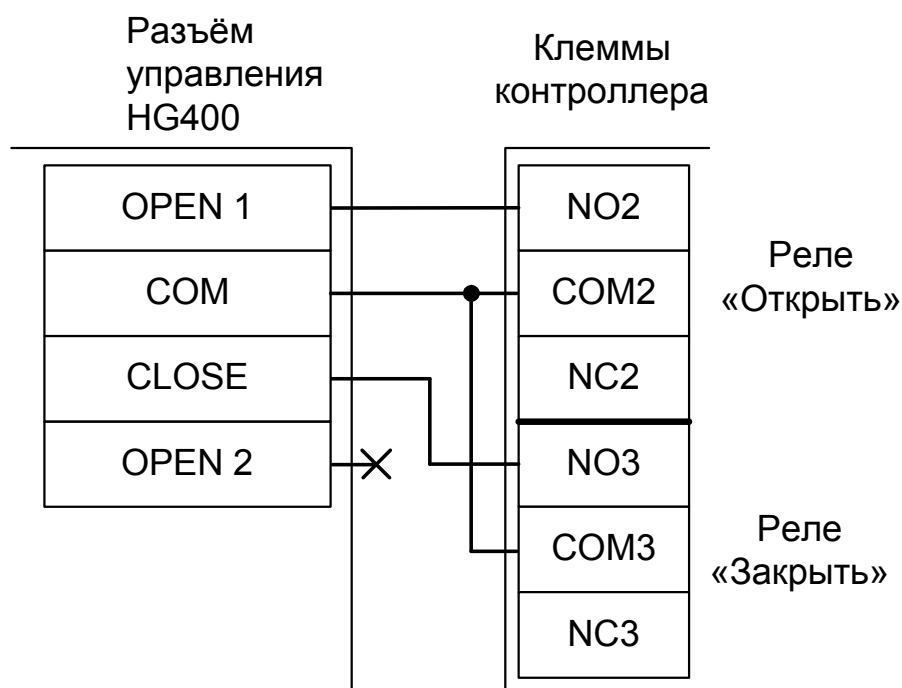 Разъём
управления
HG400
Клеммы
контроллера
OPEN 1
COM
CLOSE
OPEN 2
NO2
COM2
NC2
NO3
COM3
NC3
Реле
«Открыть»
Реле
«Закрыть»